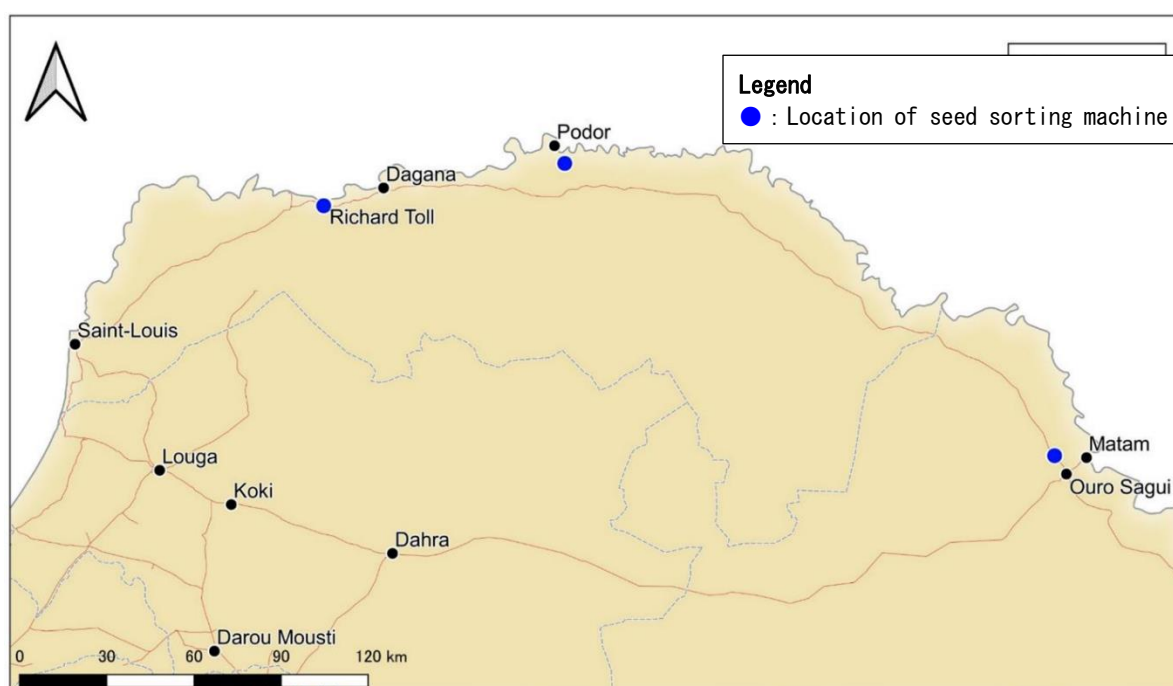 Legend
: Location of seed sorting machine
Podor
Dagana
Richard Toll
Saint-Louis
Louga
Koki
Matam
Ouro Sagui
Dahra
Darou Mousti
0 30 60 90 120 km